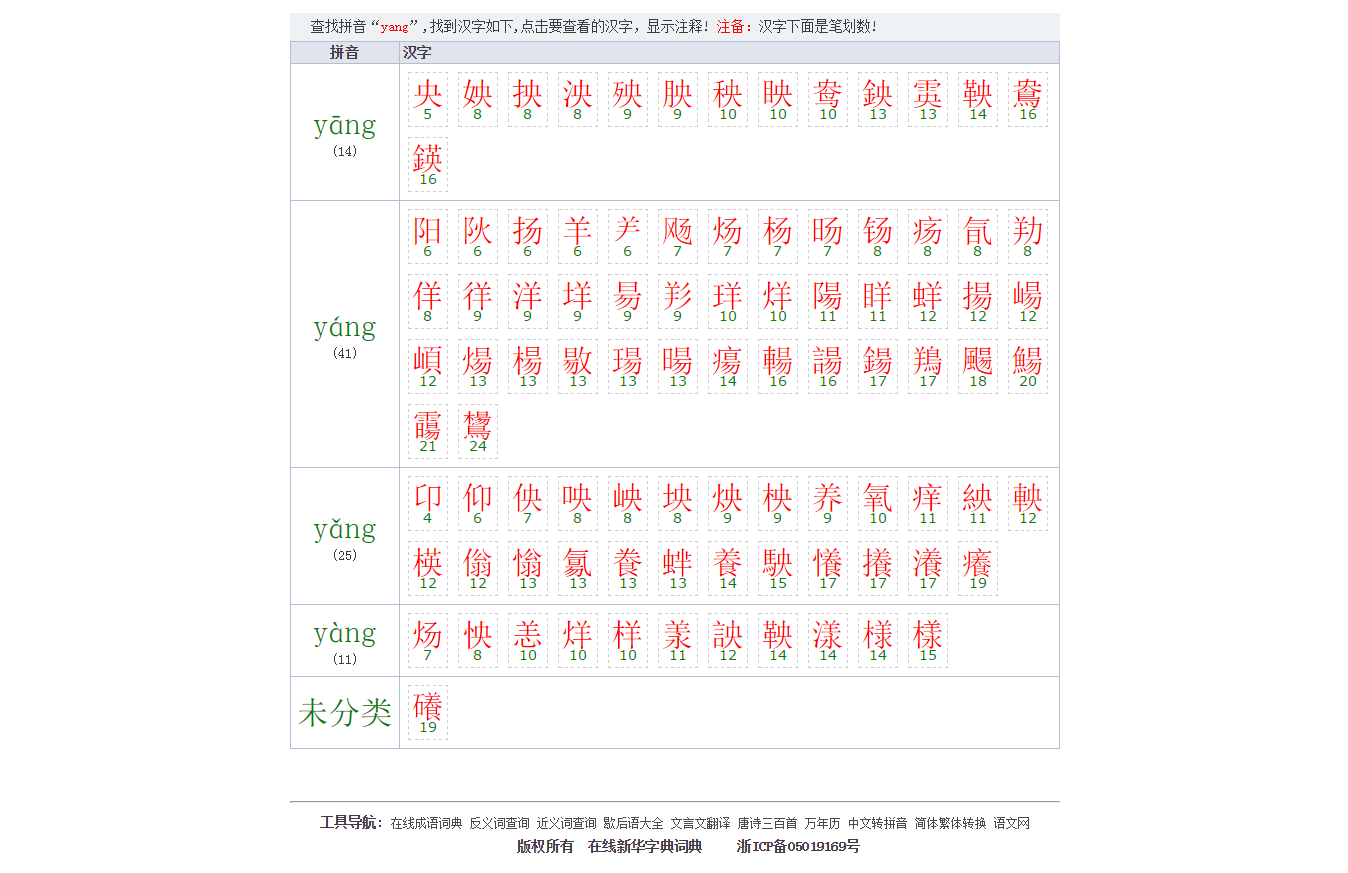 查找拼音“yang”,找到汉字如下,点击要查看的汉字，显示注释！注备：汉字下面是笔划数！
拼音 汉字
yāng
(14)
央 姎 抰 泱 殃 胦 秧 眏 鸯 鉠 雵 鞅 鴦
5 8 8 8 9 9 10 10 10 13 13 14 16
鍈
16
yáng
(41)
阳 阦 扬 羊 羏 飏 炀 杨 旸 钖 疡 氜 劷
6 6 6 6 6 7 7 7 7 8 8 8 8
佯 徉 洋 垟 昜 羏 珜 烊 陽 眻 蛘 揚 崵
8 9 9 9 9 9 10 10 11 11 12 12 12
崸 煬 楊 敭 瑒 暘 瘍 輰 諹 鍚 鸉 颺 鰑
12 13 13 13 13 13 14 16 16 17 17 18 20
霷 鸉
21 24
yǎng
(25)
卬 仰 佒 咉 岟 坱 炴 柍 养 氧 痒 紻 軮
4 6 7 8 8 8 9 9 9 10 11 11 12
楧 傟 慃 氱 飬 蝆 養 駚 懩 攁 瀁 癢
12 12 13 13 13 13 14 15 17 17 17 19
yàng
(11)
炀 怏 恙 烊 样 羕 詇 鞅 漾 様 樣
7 8 10 10 10 11 12 14 14 14 15
未分类
礢
19
工具导航：在线成语词典 反义词查询 近义词查询 歇后语大全 文言文翻译 唐诗三百首 万年历 中文转拼音 简体繁体转换 语文网
版权所有 在线新华字典词典 浙ICP备05019169号